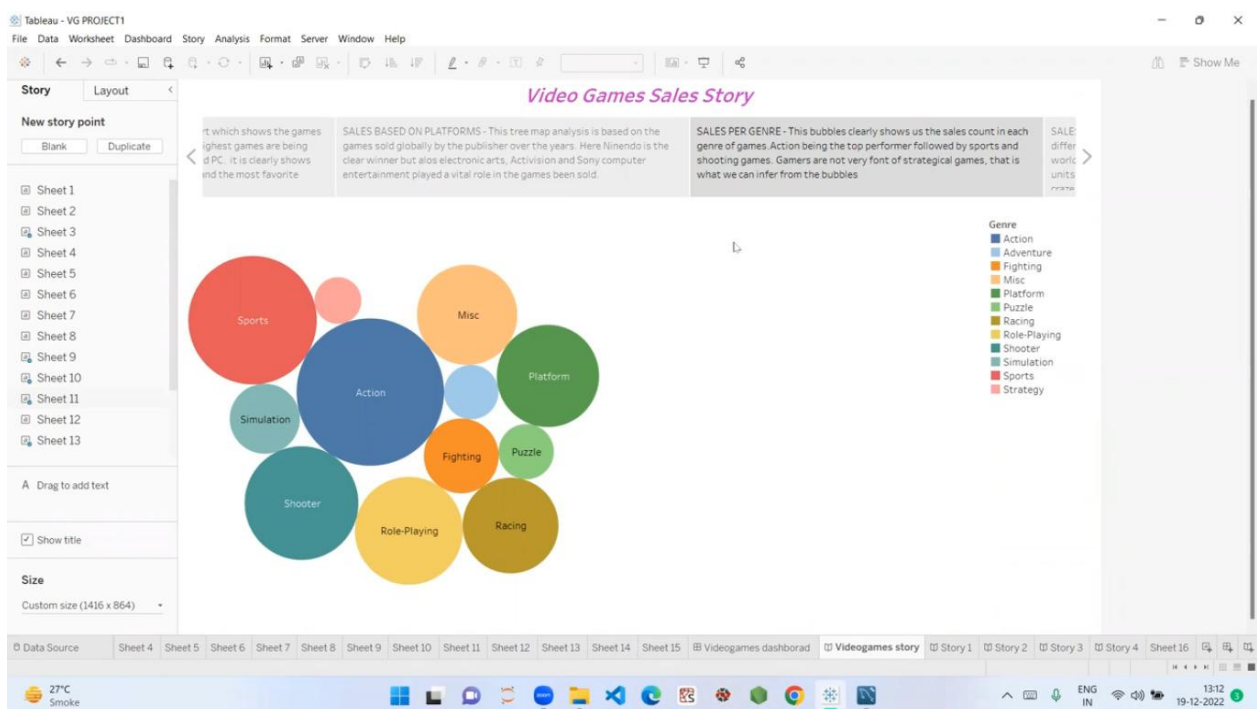 Tableau - VG PROJECT1
File Data Worksheet Dashboard Story Analysis Format Server Window Help
Show Me
Story Layout
New story point
Blank Duplicate
Sheet 1
Sheet 2
Sheet 3
Sheet 4
Sheet 5
Sheet 6
Sheet 7
Sheet 8
Sheet 9
Sheet 10
Sheet 11
Sheet 12
Sheet 13
A Drag to add text
Show title
Size
Custom size (1416 x 864)
Video Games Sales Story
rt which shows the games
ighest games are being
d PC. it is clearly shows
and the most favorite
SALES BASED ON PLATFORMS - This tree map analysis is based on the
games sold globally by the publisher over the years. Here Ninendo is the
clear winner but alos electronic arts, Activision and Sony computer
entertainment played a vital role in the games been sold.
SALES PER GENRE - This bubbles clearly shows us the sales count in each
genre of games.Action being the top performer followed by sports and
shooting games. Gamers are not very font of strategical games, that is
what we can infer from the bubbles
SALES
differ
world
units
craze
Sports
Misc
Platform
Action
Simulation
Fighting
Puzzle
Shooter
Role-Playing
Racing
Genre
Action
Adventure
Fighting
Misc
Platform
Puzzle
Racing
Role-Playing
Shooter
Simulation
Sports
Strategy
Data Source Sheet 4 Sheet 5 Sheet 6 Sheet 7 Sheet 8 Sheet 9 Sheet 10 Sheet 11 Sheet 12 Sheet 13 Sheet 14 Sheet 15 Videogames dashborad Videogames story Story 1 Story 2 Story 3 Story 4 Sheet 16
27°C
Smoke
zoom
ENG
IN
13:12
19-12-2022
3